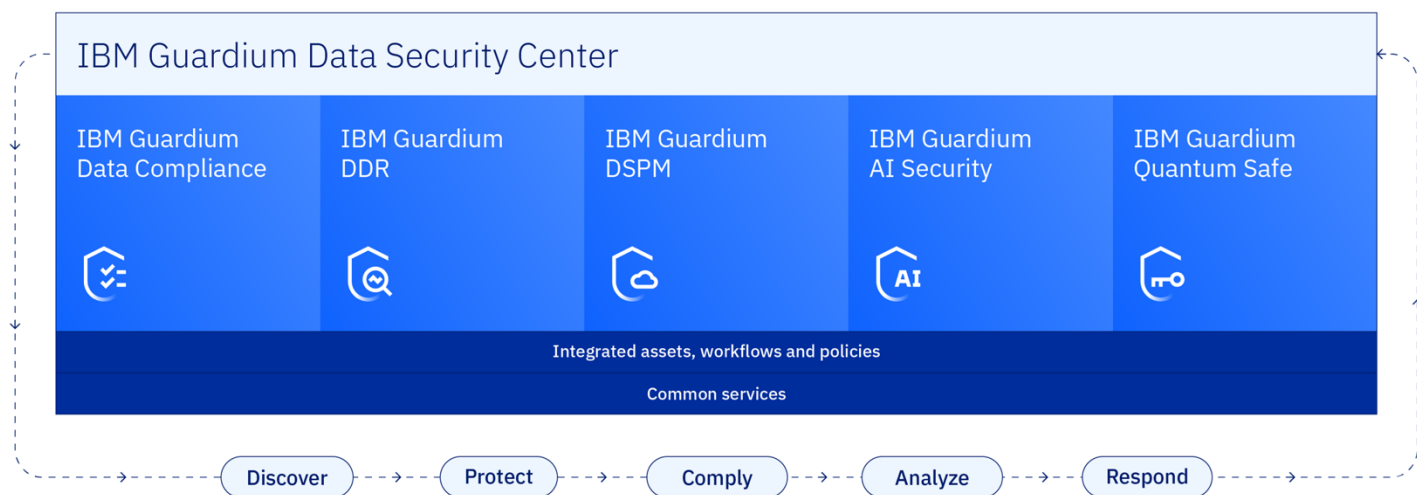 IBM Guardium Data Security Center
IBM Guardium
Data Compliance
IBM Guardium
DDR
IBM Guardium
DSPM
IBM Guardium
AI Security
IBM Guardium
Quantum Safe
AI
Integrated assets, workflows and policies
Common services
Discover
Protect
Comply
Analyze
Respond